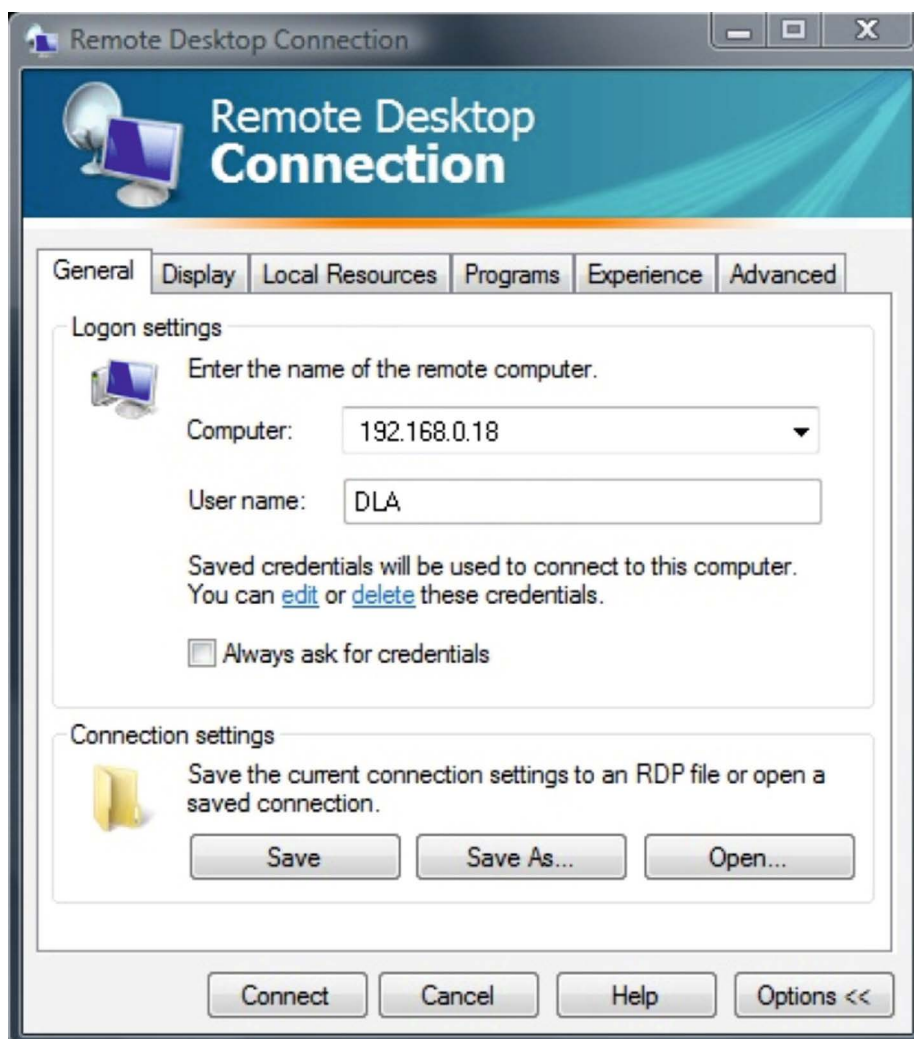 Remote Desktop Connection
Remote Desktop
Connection
General Display Local Resources Programs Experience Advanced
Logon settings
Enter the name of the remote computer.
Computer: 192.168.0.18
User name: DLA
Saved credentials will be used to connect to this computer.
You can edit or delete these credentials.
Always ask for credentials
Connection settings
Save the current connection settings to an RDP file or open a
saved connection.
Save Save As... Open...
Connect Cancel Help Options <<